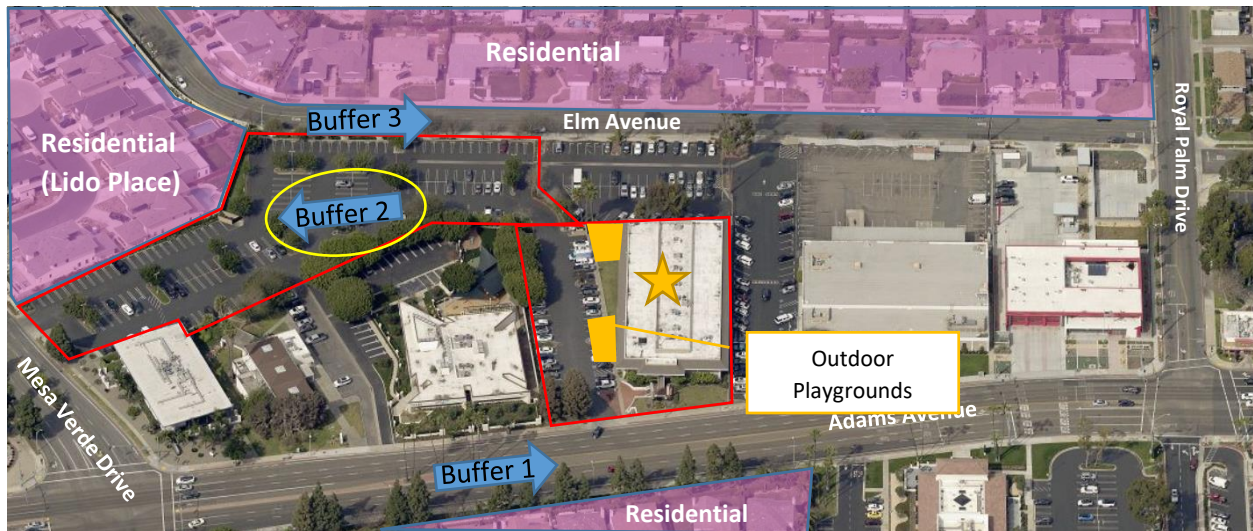 Residential
Buffer 3
Elm Avenue
Royal Palm Drive
Residential
(Lido Place)
Buffer 2
Outdoor
Playgrounds
Mesa Verde Drive
Adams Avenue
Buffer 1
Residential